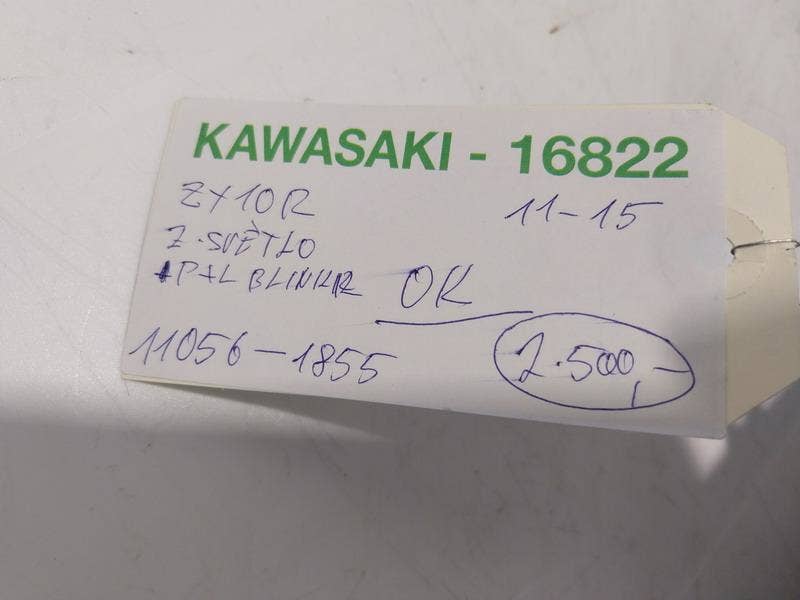 KAWASAKI - 16822
ZX10R 11-15
Z.SVĚTLO
+P+L BLINKR OK
11056-1855 2.500,-